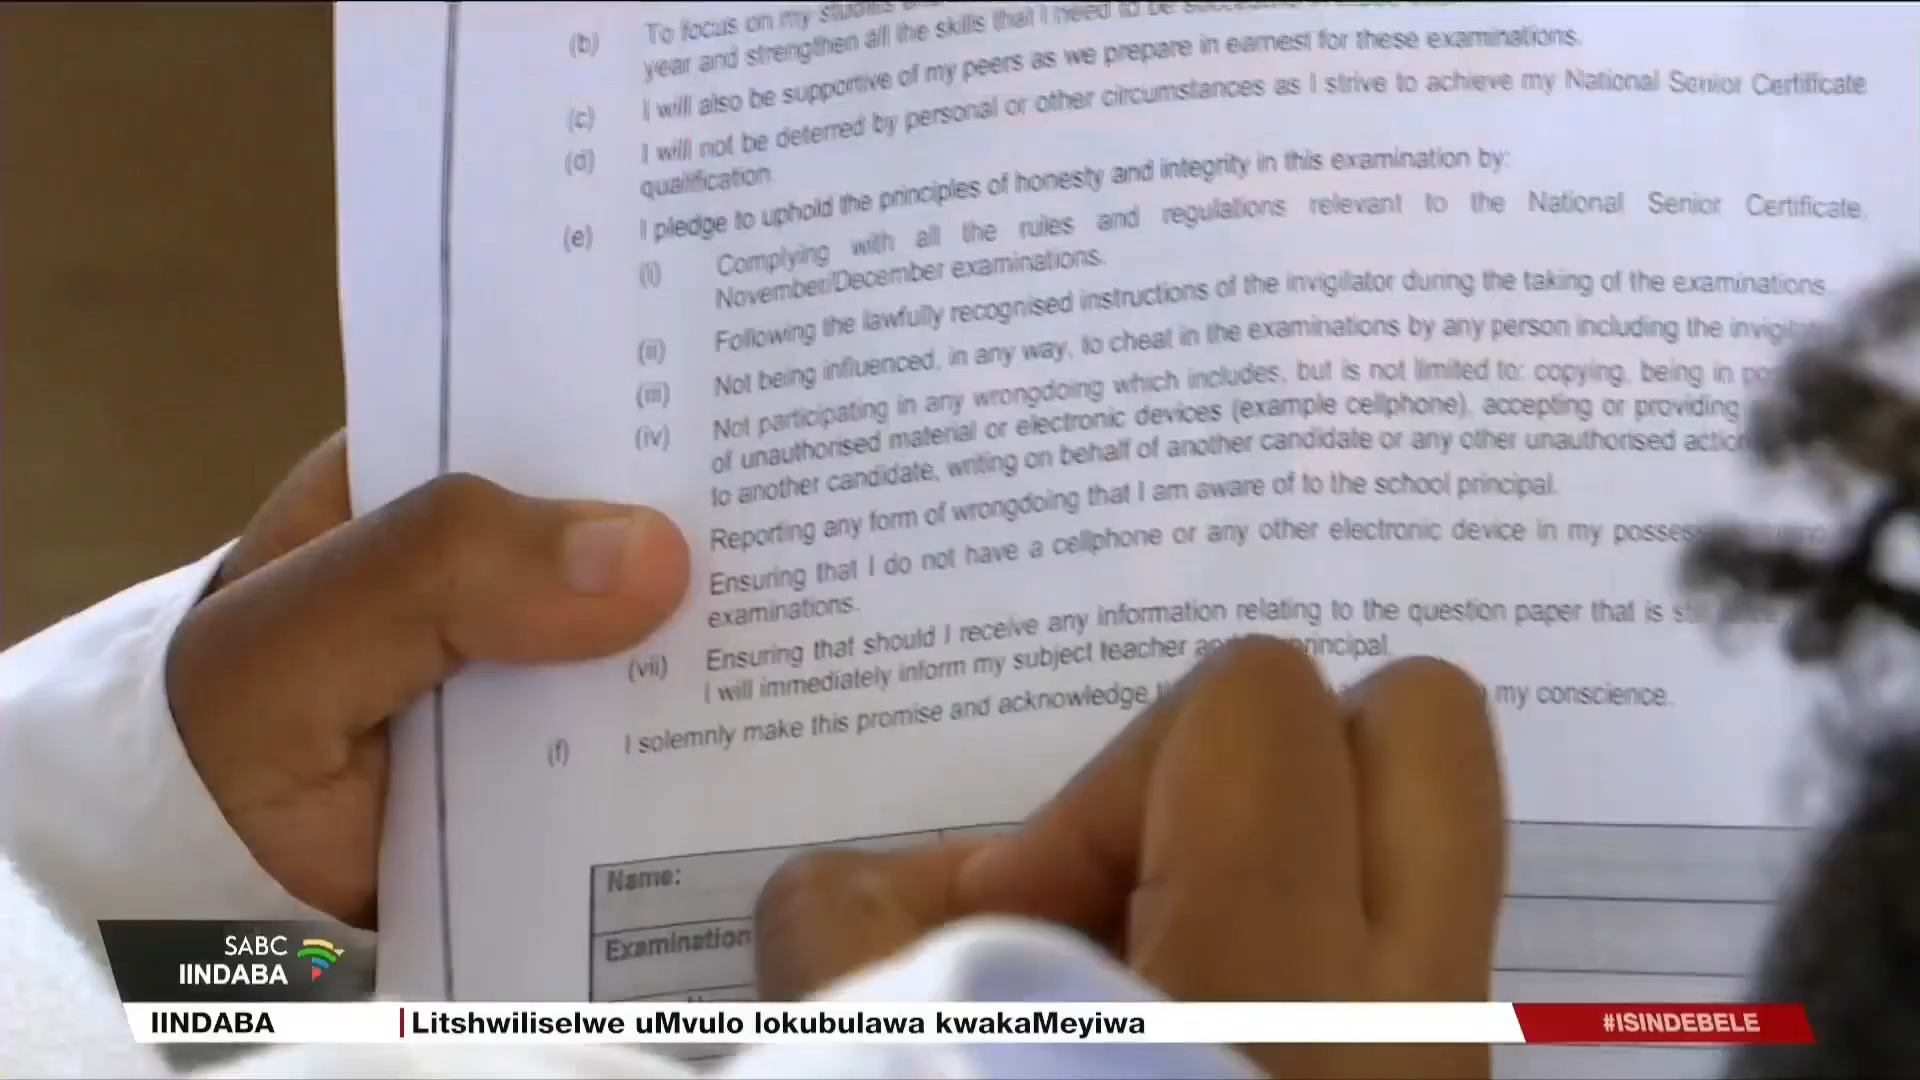 (b) To focus on my studies
year and strengthen all the skills that I need to be
(c) I will also be supportive of my peers as we prepare in earnest for these examinations.
(d) I will not be deterred by personal or other circumstances as I strive to achieve my National Senior Certificate
qualification.
(e) I pledge to uphold the principles of honesty and integrity in this examination by:
(i) Complying with all the rules and regulations relevant to the National Senior Certificate,
November/December examinations.
(ii) Following the lawfully recognised instructions of the invigilator during the taking of the examinations.
(iii) Not being influenced, in any way, to cheat in the examinations by any person including the
(iv) Not participating in any wrongdoing which includes, but is not limited to: copying, being in
of unauthorised material or electronic devices (example cellphone), accepting or providing
to another candidate, writing on behalf of another candidate or any other unauthorised
Reporting any form of wrongdoing that I am aware of to the school principal.
Ensuring that I do not have a cellphone or any other electronic device in my
examinations.
(vii) Ensuring that should I receive any information relating to the question paper that is
I will immediately inform my subject teacher principal.
(f) I solemnly make this promise and acknowledge my conscience.
Name:
Examination
SABC
IINDABA
IINDABA
Litshwiliselwe uMvulo lokubulawa kwakaMeyiwa
#ISINDEBELE